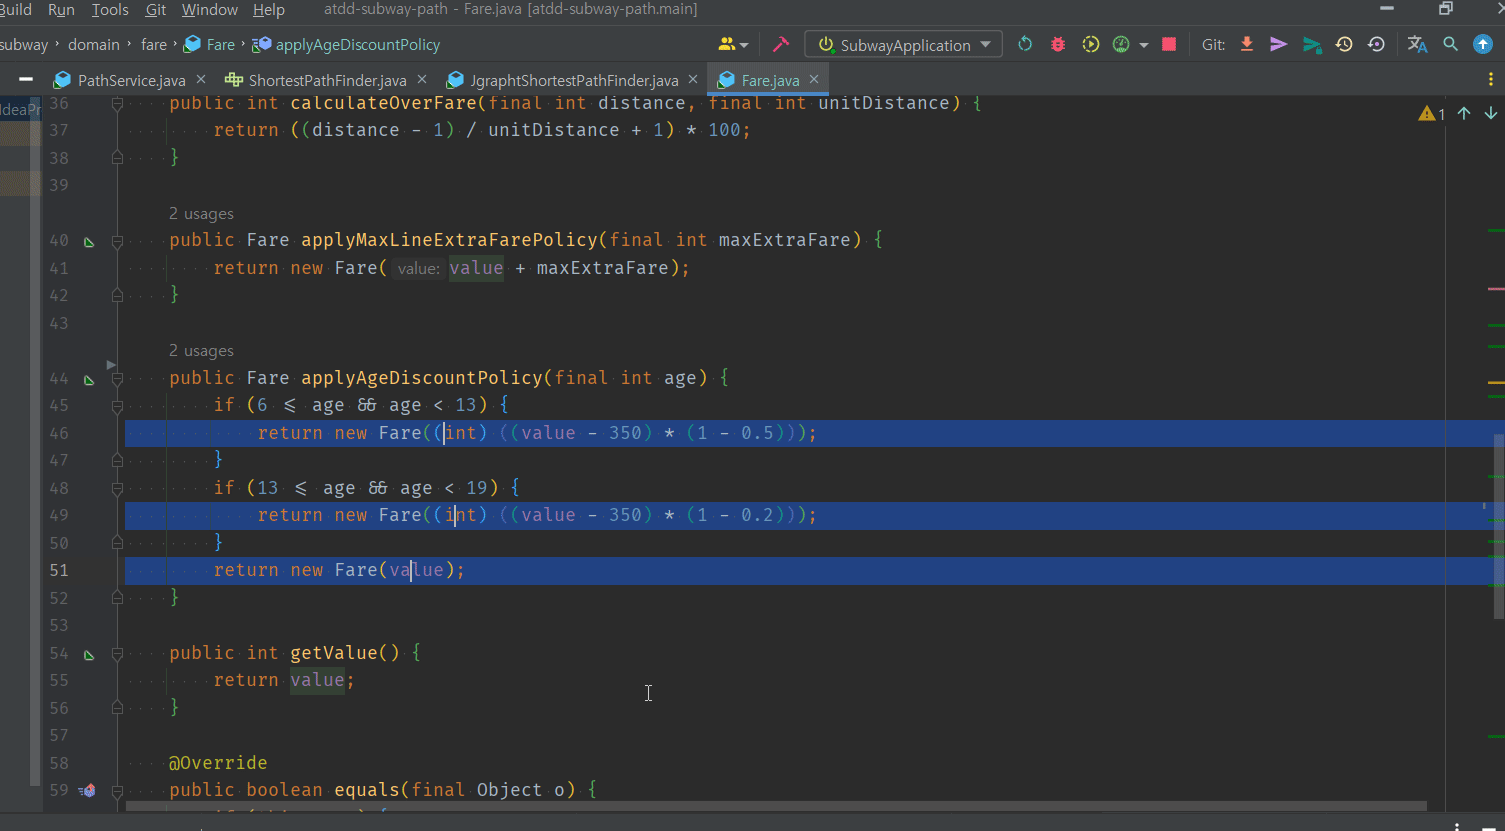 Build Run Tools Git Window Help atdd-subway-path - Fare.java [atdd-subway-path.main]
subway › domain › fare › Fare › applyAgeDiscountPolicy SubwayApplication Git:
PathService.java × ShortestPathFinder.java × JgraphtShortestPathFinder.java × Fare.java ×
IdeaPr
36 public int calculateOverFare(final int distance, final int unitDistance) {
1
37 return ((distance - 1) / unitDistance + 1) * 100;
38 }
39
2 usages
40 public Fare applyMaxLineExtraFarePolicy(final int maxExtraFare) {
41 return new Fare( value: value + maxExtraFare);
42 }
43
2 usages
44 public Fare applyAgeDiscountPolicy(final int age) {
45 if (6 <= age && age < 13) {
46 return new Fare((int) ((value - 350) * (1 - 0.5)));
47 }
48 if (13 <= age && age < 19) {
49 return new Fare((int) ((value - 350) * (1 - 0.2)));
50 }
51 return new Fare(value);
52 }
53
54 public int getValue() {
55 return value;
56 }
57
58 @Override
59 public boolean equals(final Object o) {